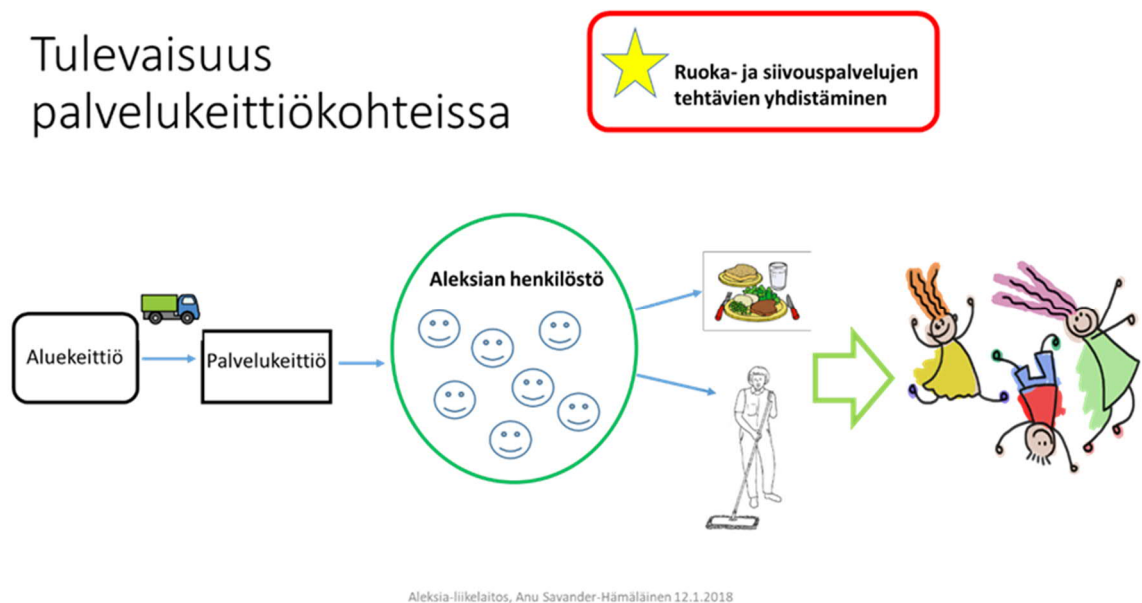 Tulevaisuus
palvelukeittiökohteissa
Ruoka- ja siivouspalvelujen
tehtävien yhdistäminen
Aleksian henkilöstö
Aluekeittiö
Palvelukeittiö
Aleksia-liikelaitos, Anu Savander-Hämäläinen 12.1.2018